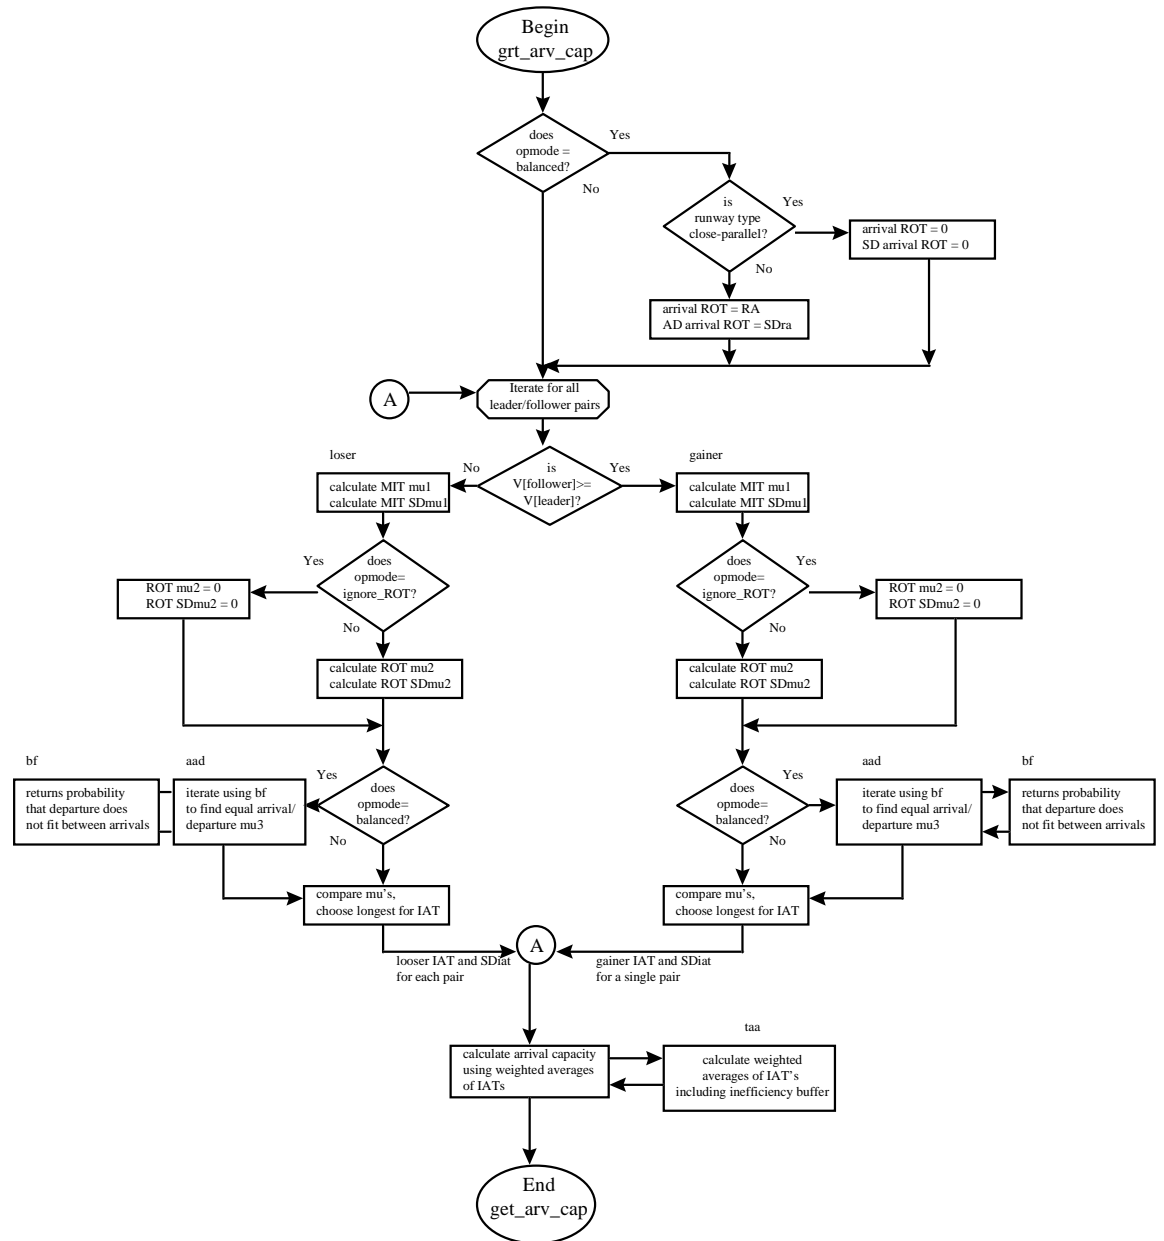 Begin
grt_arv_cap
does
opmode =
balanced?
Yes
No
is
runway type
close-parallel?
Yes
No
arrival ROT = 0
SD arrival ROT = 0
arrival ROT = RA
AD arrival ROT = SDra
A
Iterate for all
leader/follower pairs
loser
No
is
V[follower]>=
V[leader]?
Yes
gainer
calculate MIT mu1
calculate MIT SDmu1
calculate MIT mu1
calculate MIT SDmu1
Yes
does
opmode=
ignore_ROT?
No
ROT mu2 = 0
ROT SDmu2 = 0
does
opmode=
ignore_ROT?
Yes
No
ROT mu2 = 0
ROT SDmu2 = 0
calculate ROT mu2
calculate ROT SDmu2
calculate ROT mu2
calculate ROT SDmu2
bf
returns probability
that departure does
not fit between arrivals
aad
iterate using bf
to find equal arrival/
departure mu3
Yes
does
opmode=
balanced?
No
does
opmode=
balanced?
Yes
No
aad
iterate using bf
to find equal arrival/
departure mu3
bf
returns probability
that departure does
not fit between arrivals
compare mu's,
choose longest for IAT
compare mu's,
choose longest for IAT
looser IAT and SDiat
for each pair
A
gainer IAT and SDiat
for a single pair
calculate arrival capacity
using weighted averages
of IATs
taa
calculate weighted
averages of IAT's
including inefficiency buffer
End
get_arv_cap